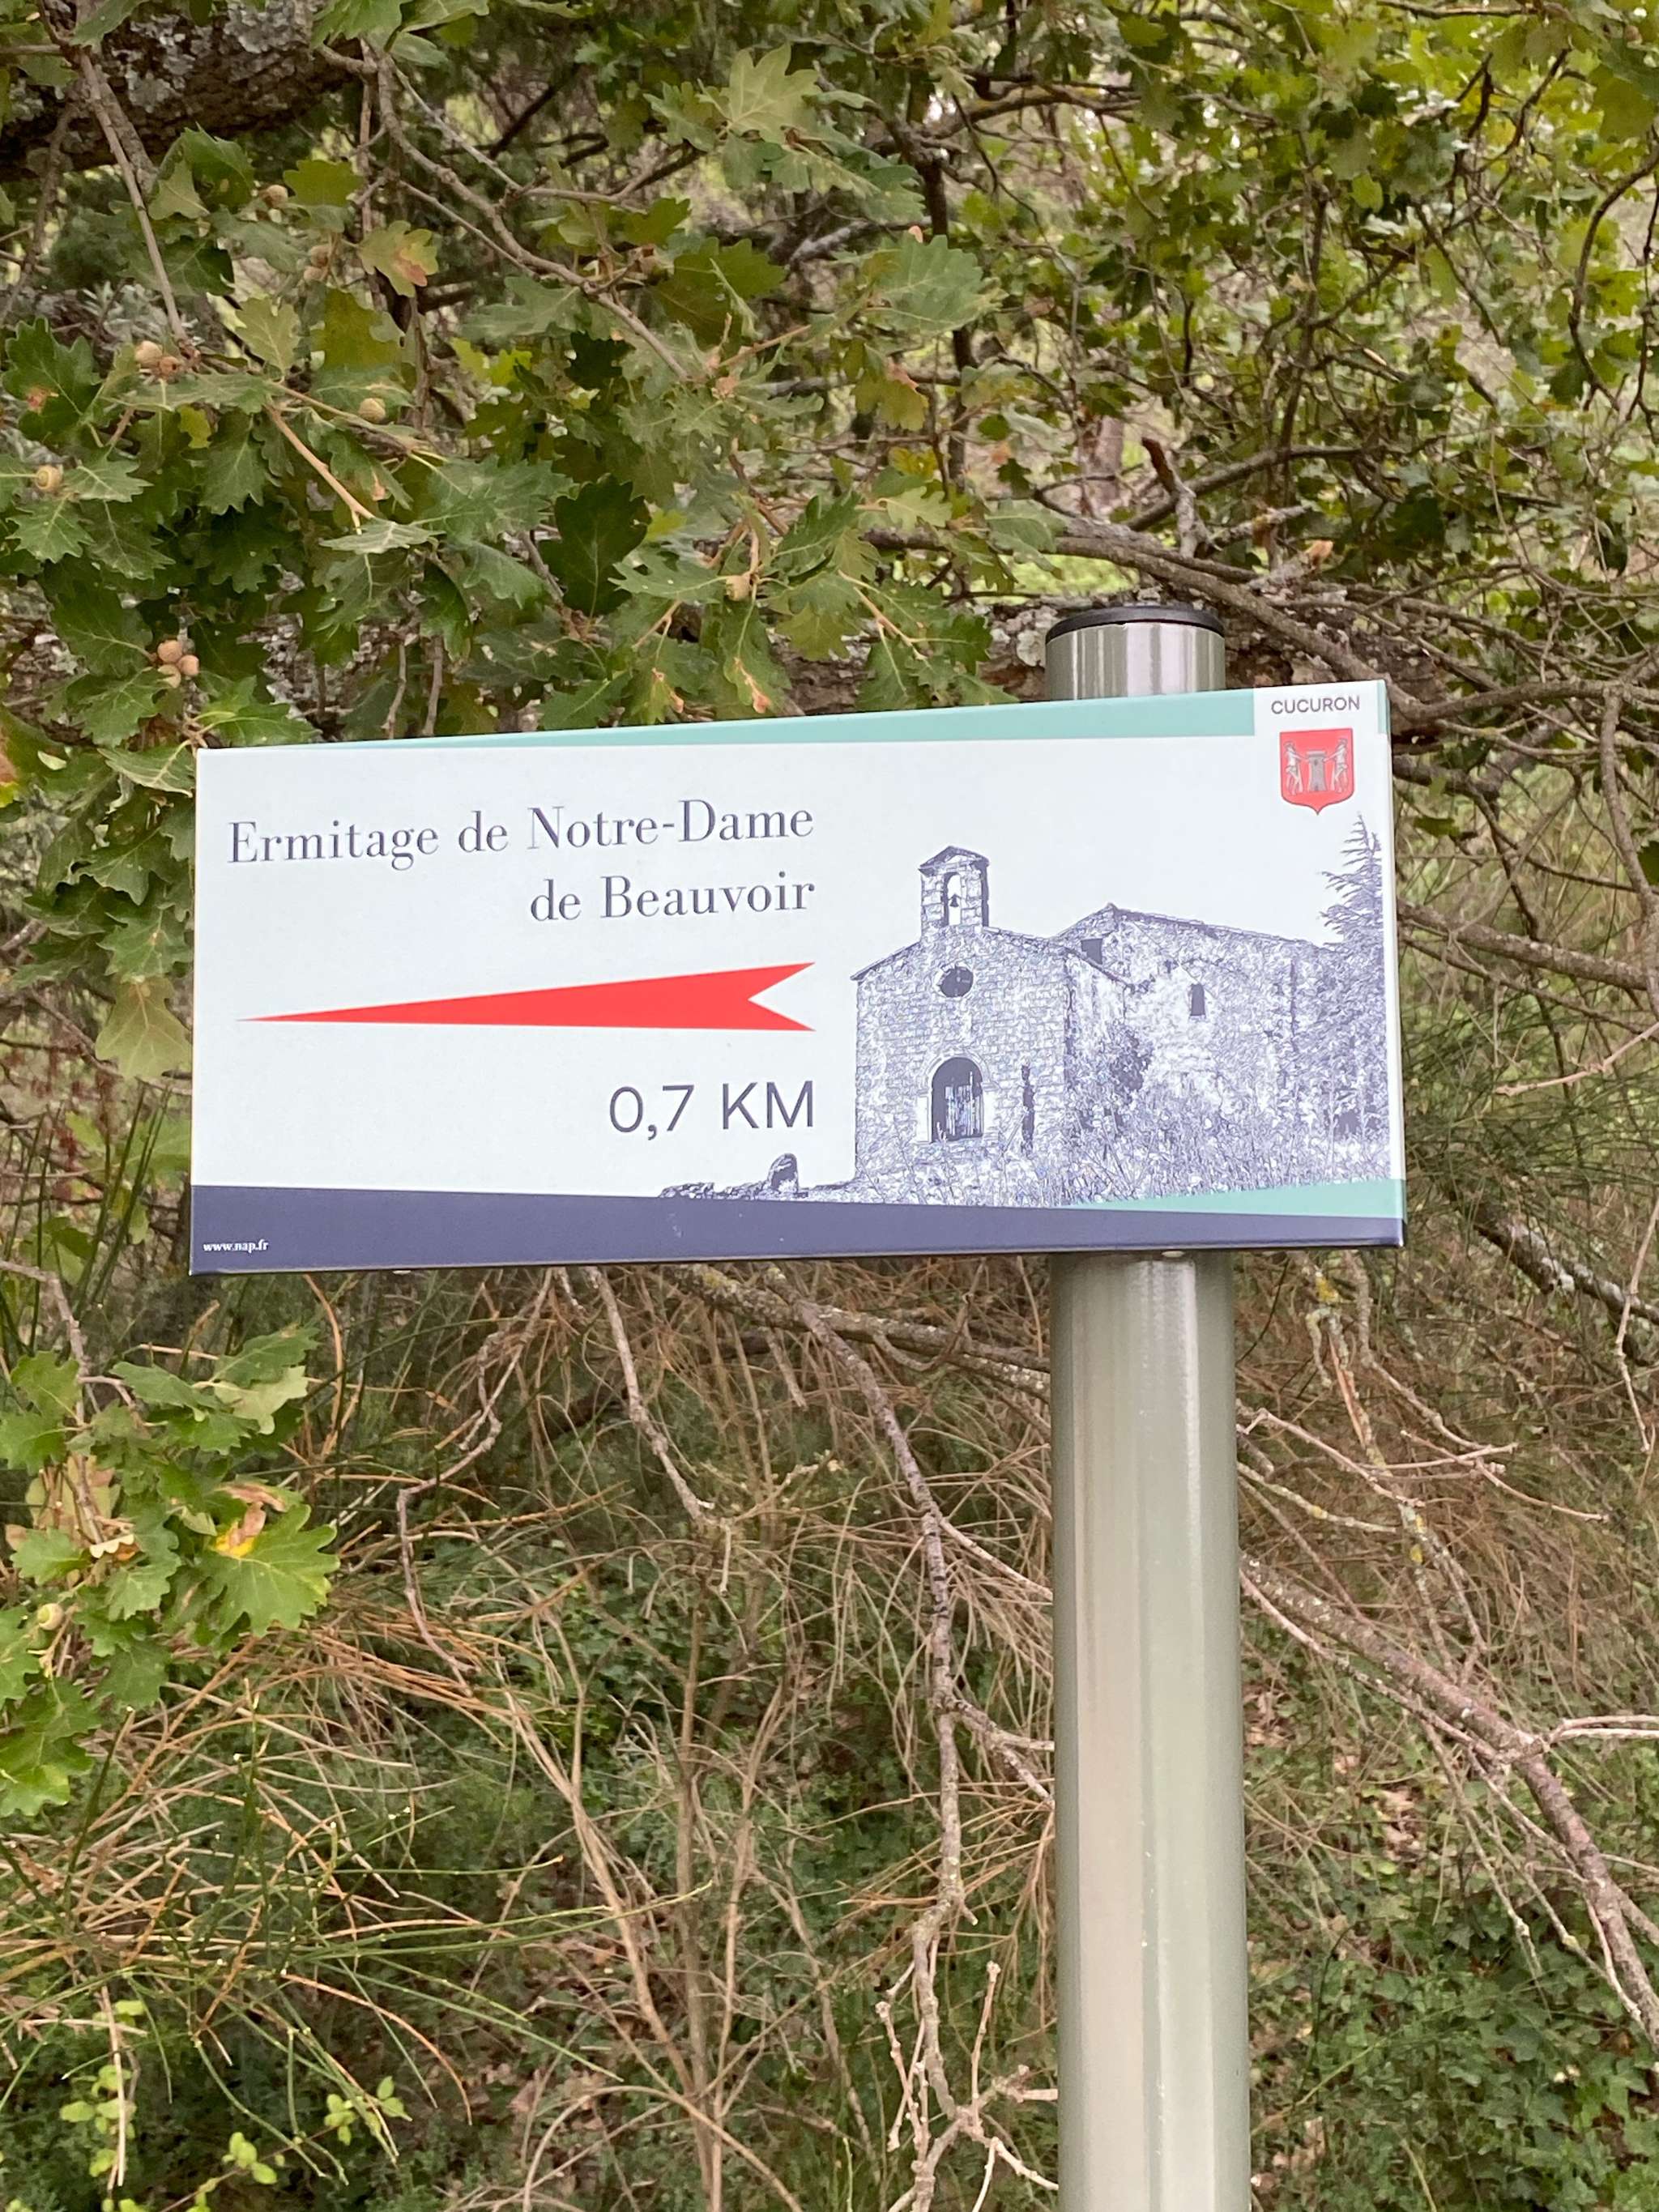 CUCURON
Ermitage de Notre-Dame
de Beauvoir
0,7 KM
www.nap.fr